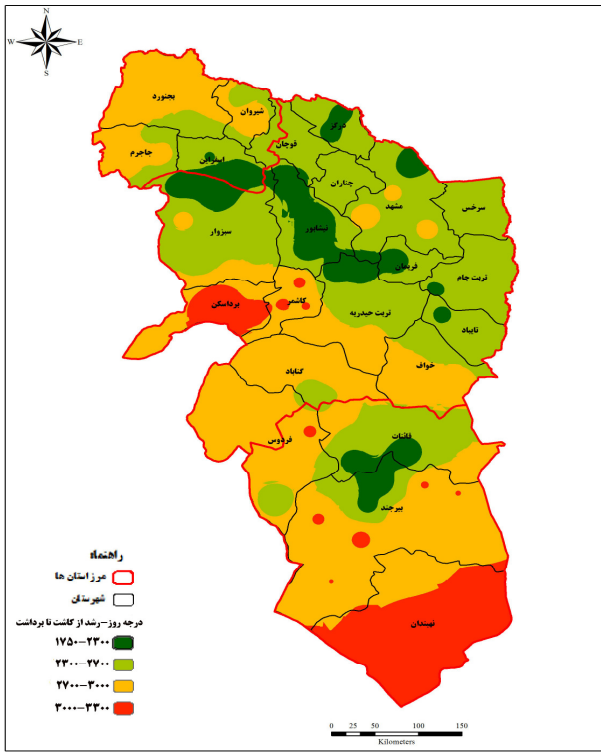 N
W E
S
بجنورد
شیروان
درگز
قوچان
جاجرم
اسفراین
چناران
مشهد
سرخس
نیشابور
سبزوار
فریمان
تربت جام
کاشمر
بردسکن
تربت حیدریه
تایباد
خواف
گناباد
فردوس
قائنات
بیرجند
نهبندان
راهنما
مرز استان ها
شهرستان
درجه روز-رشد از کاشت تا برداشت
۱۷۵۰-۲۳۰۰
۲۳۰۰-۲۷۰۰
۲۷۰۰-۳۰۰۰
۳۰۰۰-۳۳۰۰
0 25 50 100 150
Kilometers